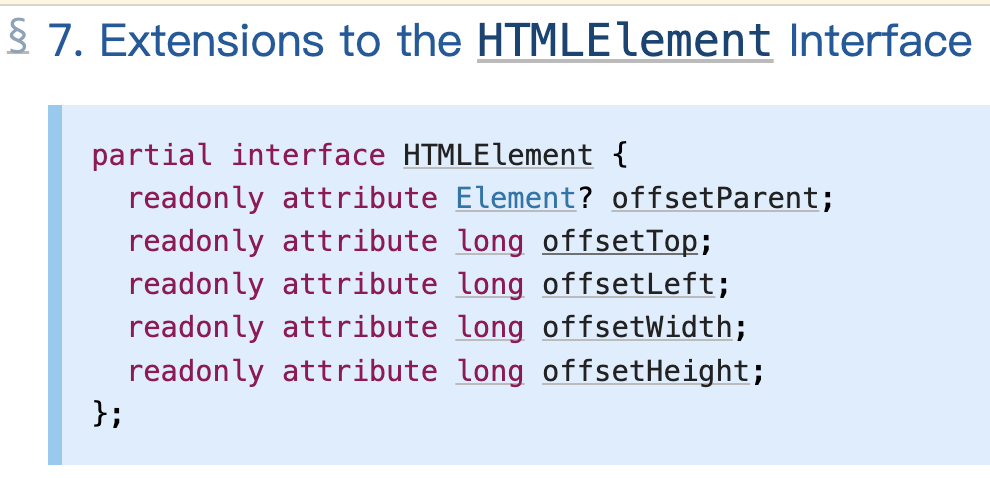 § 7. Extensions to the HTMLElement Interface
partial interface HTMLElement {
  readonly attribute Element? offsetParent;
  readonly attribute long offsetTop;
  readonly attribute long offsetLeft;
  readonly attribute long offsetWidth;
  readonly attribute long offsetHeight;
};